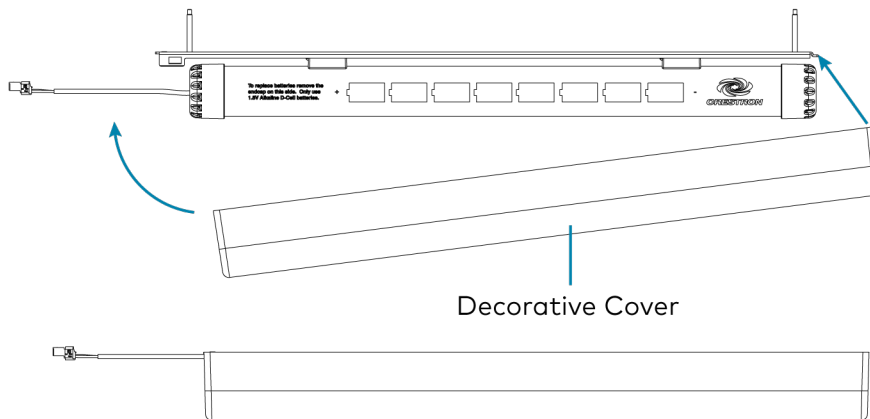 To replace batteries remove the
endcap on this side. Only use
1.5V Alkaline D-Cell batteries.
+
-
CRESTRON
Decorative Cover